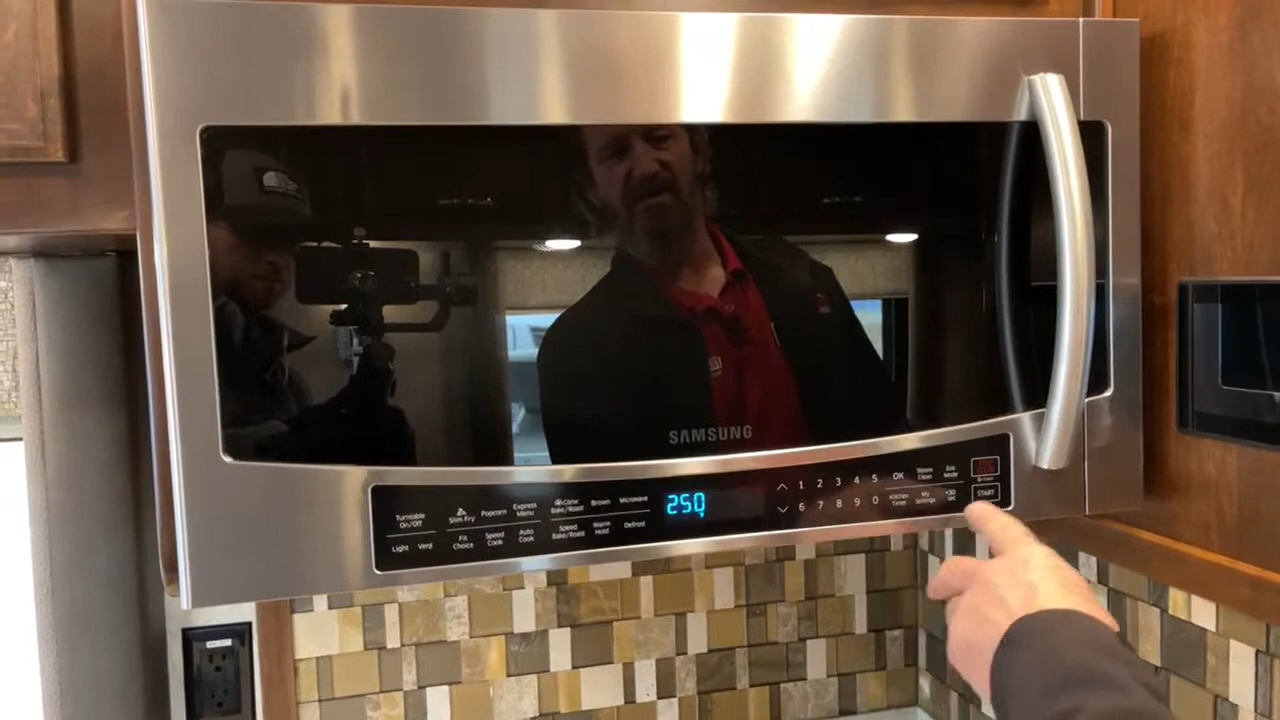 SAMSUNG
Turntable
On/Off
Light Vent
Slim Fry Popcorn Express
Menu
Fit
Choice
Speed
Cook
Auto
Cook
Conv.
Bake/Roast
Brown Microwave
Speed
Bake/Roast
Warm
Hold
Defrost
250
1 2 3 4 5 OK
6 7 8 9 0
Steam
Clean
Eco
Mode
Kitchen
Timer
My
Settings
+30
sec
START